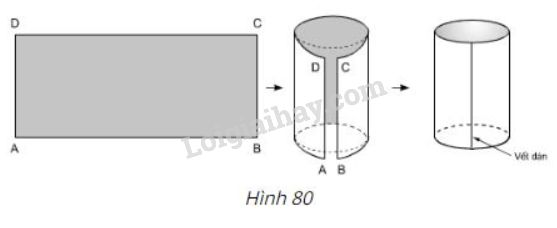 D C
D C
A B
A B
Vết dán
Loigiaihay.com
Hình 80